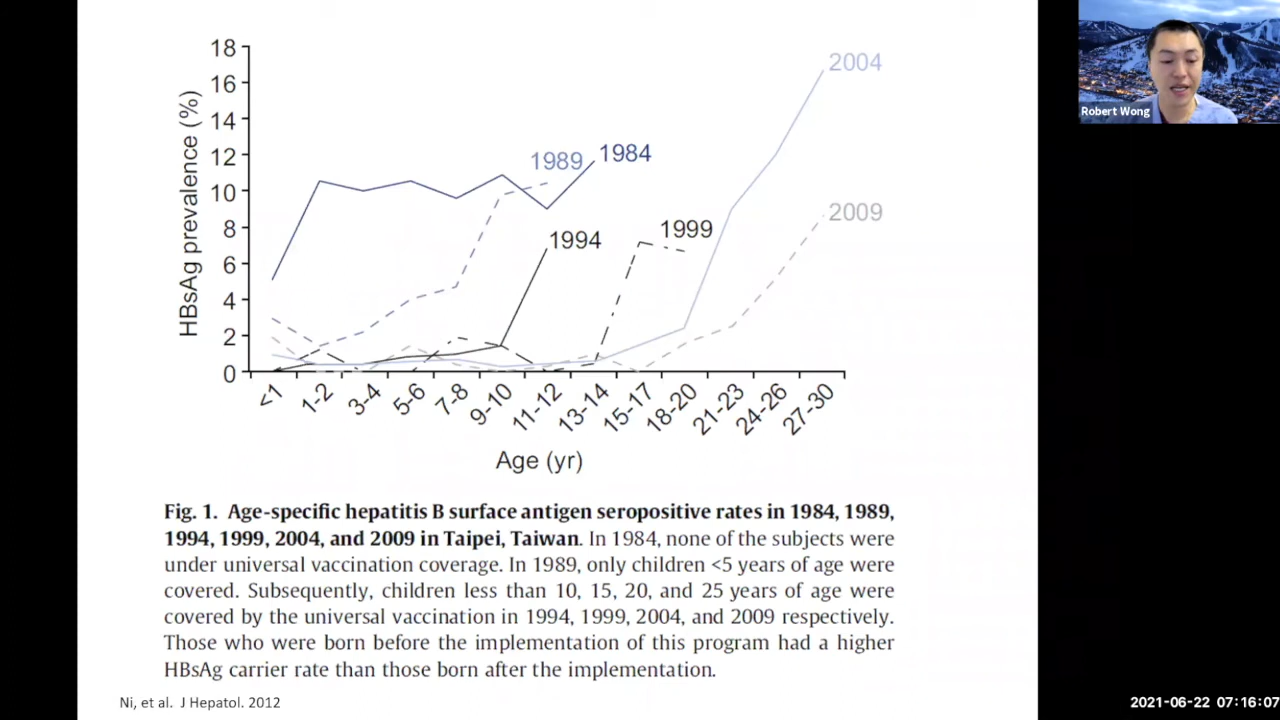 18
16
14
12
10
8
6
4
2
0
HBsAg prevalence (%)
2004
1989
1984
2009
1999
1994
<1
1-2
3-4
5-6
7-8
9-10
11-12
13-14
15-17
18-20
21-23
24-26
27-30
Age (yr)
Fig. 1. Age-specific hepatitis B surface antigen seropositive rates in 1984, 1989,
1994, 1999, 2004, and 2009 in Taipei, Taiwan. In 1984, none of the subjects were
under universal vaccination coverage. In 1989, only children <5 years of age were
covered. Subsequently, children less than 10, 15, 20, and 25 years of age were
covered by the universal vaccination in 1994, 1999, 2004, and 2009 respectively.
Those who were born before the implementation of this program had a higher
HBsAg carrier rate than those born after the implementation.
Ni, et al. J Hepatol. 2012
Robert Wong
2021-06-22 07:16:07